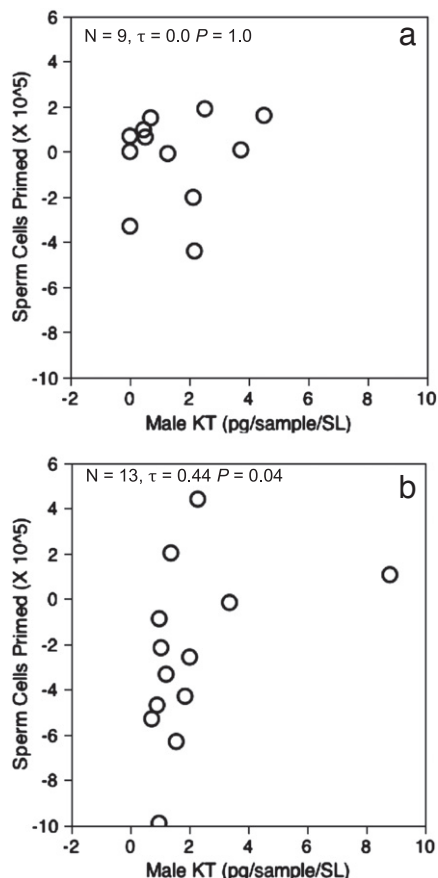 a
N = 9, τ = 0.0 P = 1.0
6
4
2
0
-2
-4
-6
-8
-10
Sperm Cells Primed (X 10^5)
-2 0 2 4 6 8 10
Male KT (pg/sample/SL)
b
N = 13, τ = 0.44 P = 0.04
6
4
2
0
-2
-4
-6
-8
-10
Sperm Cells Primed (X 10^5)
-2 0 2 4 6 8 10
Male KT (pg/sample/SL)